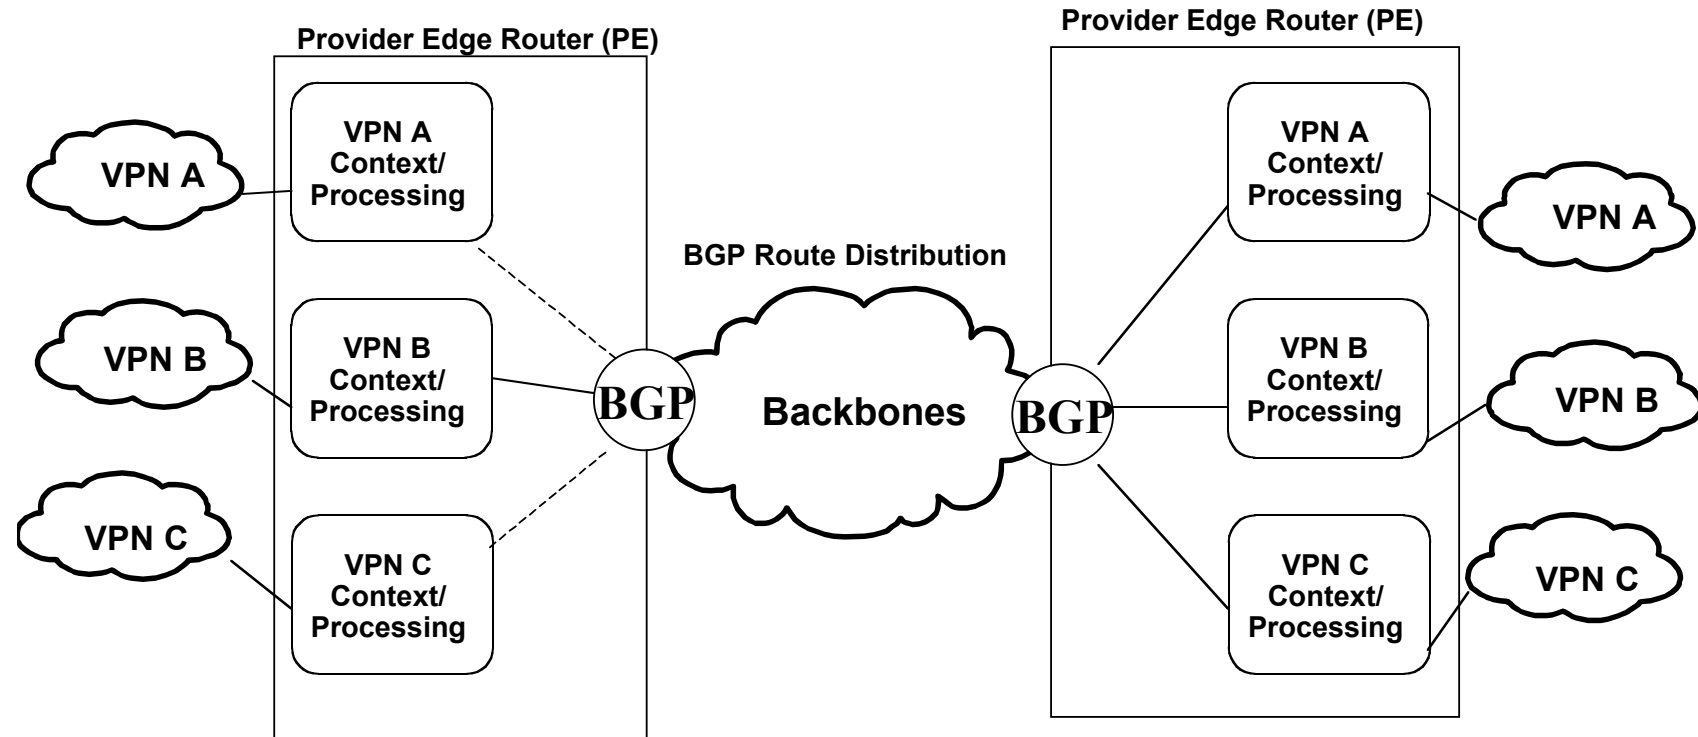 Provider Edge Router (PE)
Provider Edge Router (PE)
VPN A
Context/
Processing
VPN A
Context/
Processing
VPN A
VPN A
BGP Route Distribution
VPN B
Context/
Processing
VPN B
Context/
Processing
VPN B
VPN B
BGP
Backbones
BGP
VPN C
Context/
Processing
VPN C
Context/
Processing
VPN C
VPN C